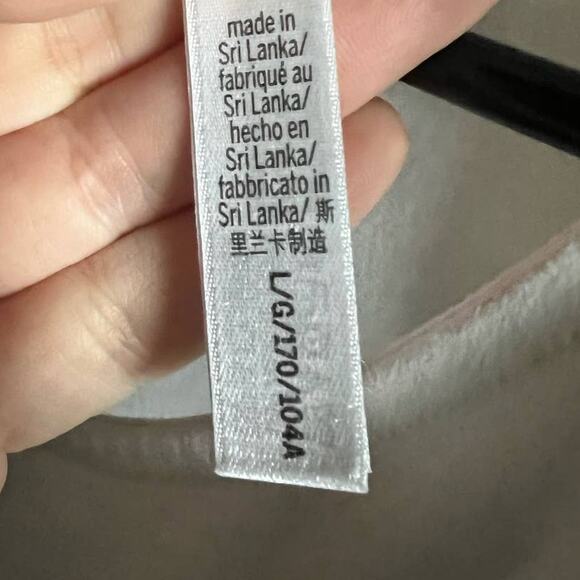 made in
Sri Lanka/
fabriqué au
Sri Lanka/
hecho en
Sri Lanka/
fabbricato in
Sri Lanka/ 斯
里兰卡制造
L/G/170/104A